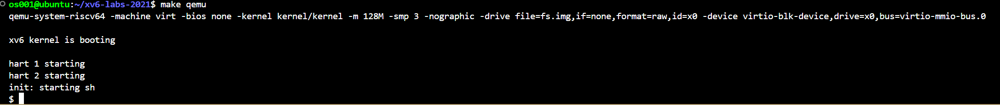 os001@ubuntu:~/xv6-labs-2021$ make qemu
qemu-system-riscv64 -machine virt -bios none -kernel kernel/kernel -m 128M -smp 3 -nographic -drive file=fs.img,if=none,format=raw,id=x0 -device virtio-blk-device,drive=x0,bus=virtio-mmio-bus.0
xv6 kernel is booting
hart 1 starting
hart 2 starting
init: starting sh
$